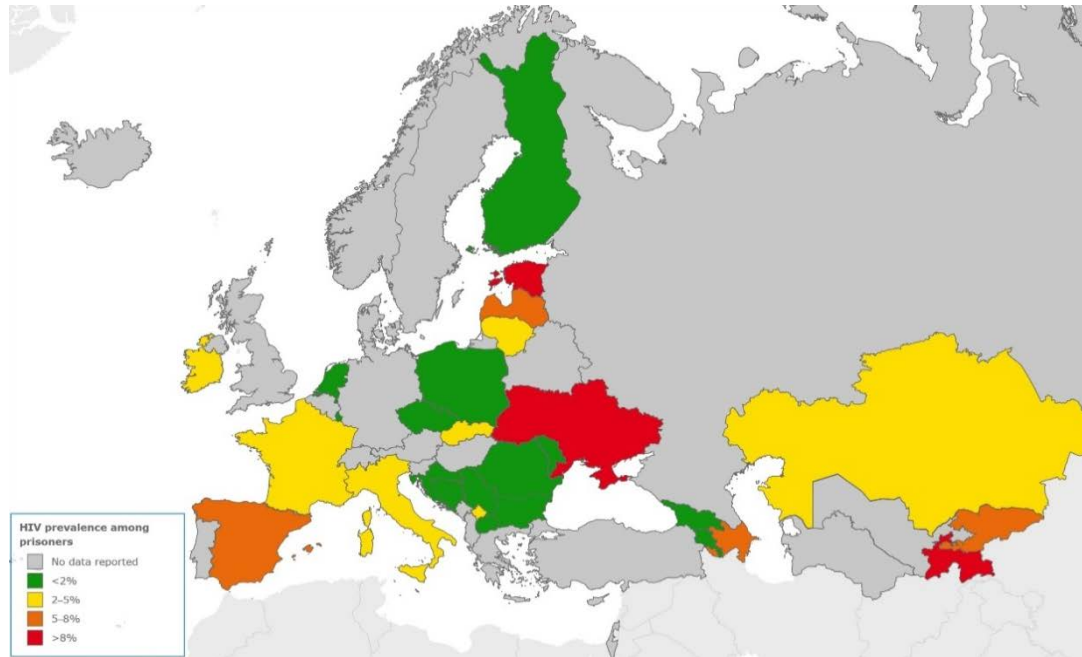 HIV prevalence among
prisoners
No data reported
<2%
2–5%
5–8%
>8%